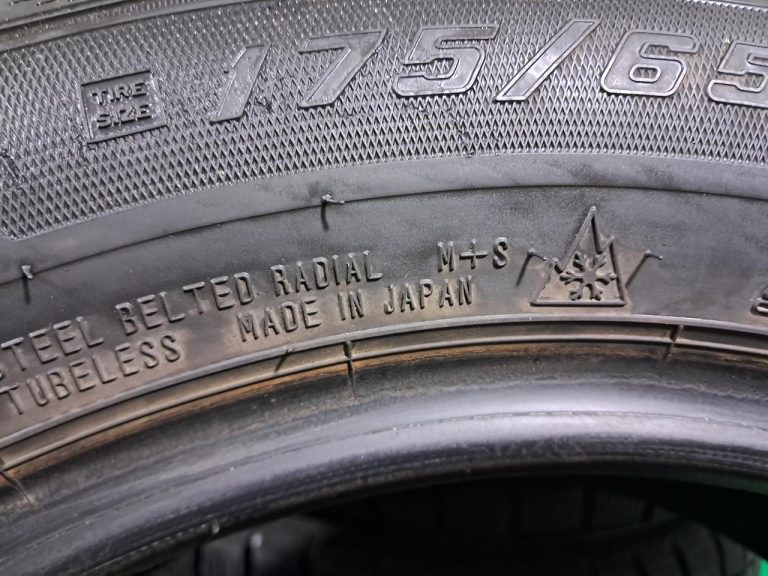 TIRE
SIZE
175/65
STEEL BELTED RADIAL M+S
TUBELESS MADE IN JAPAN